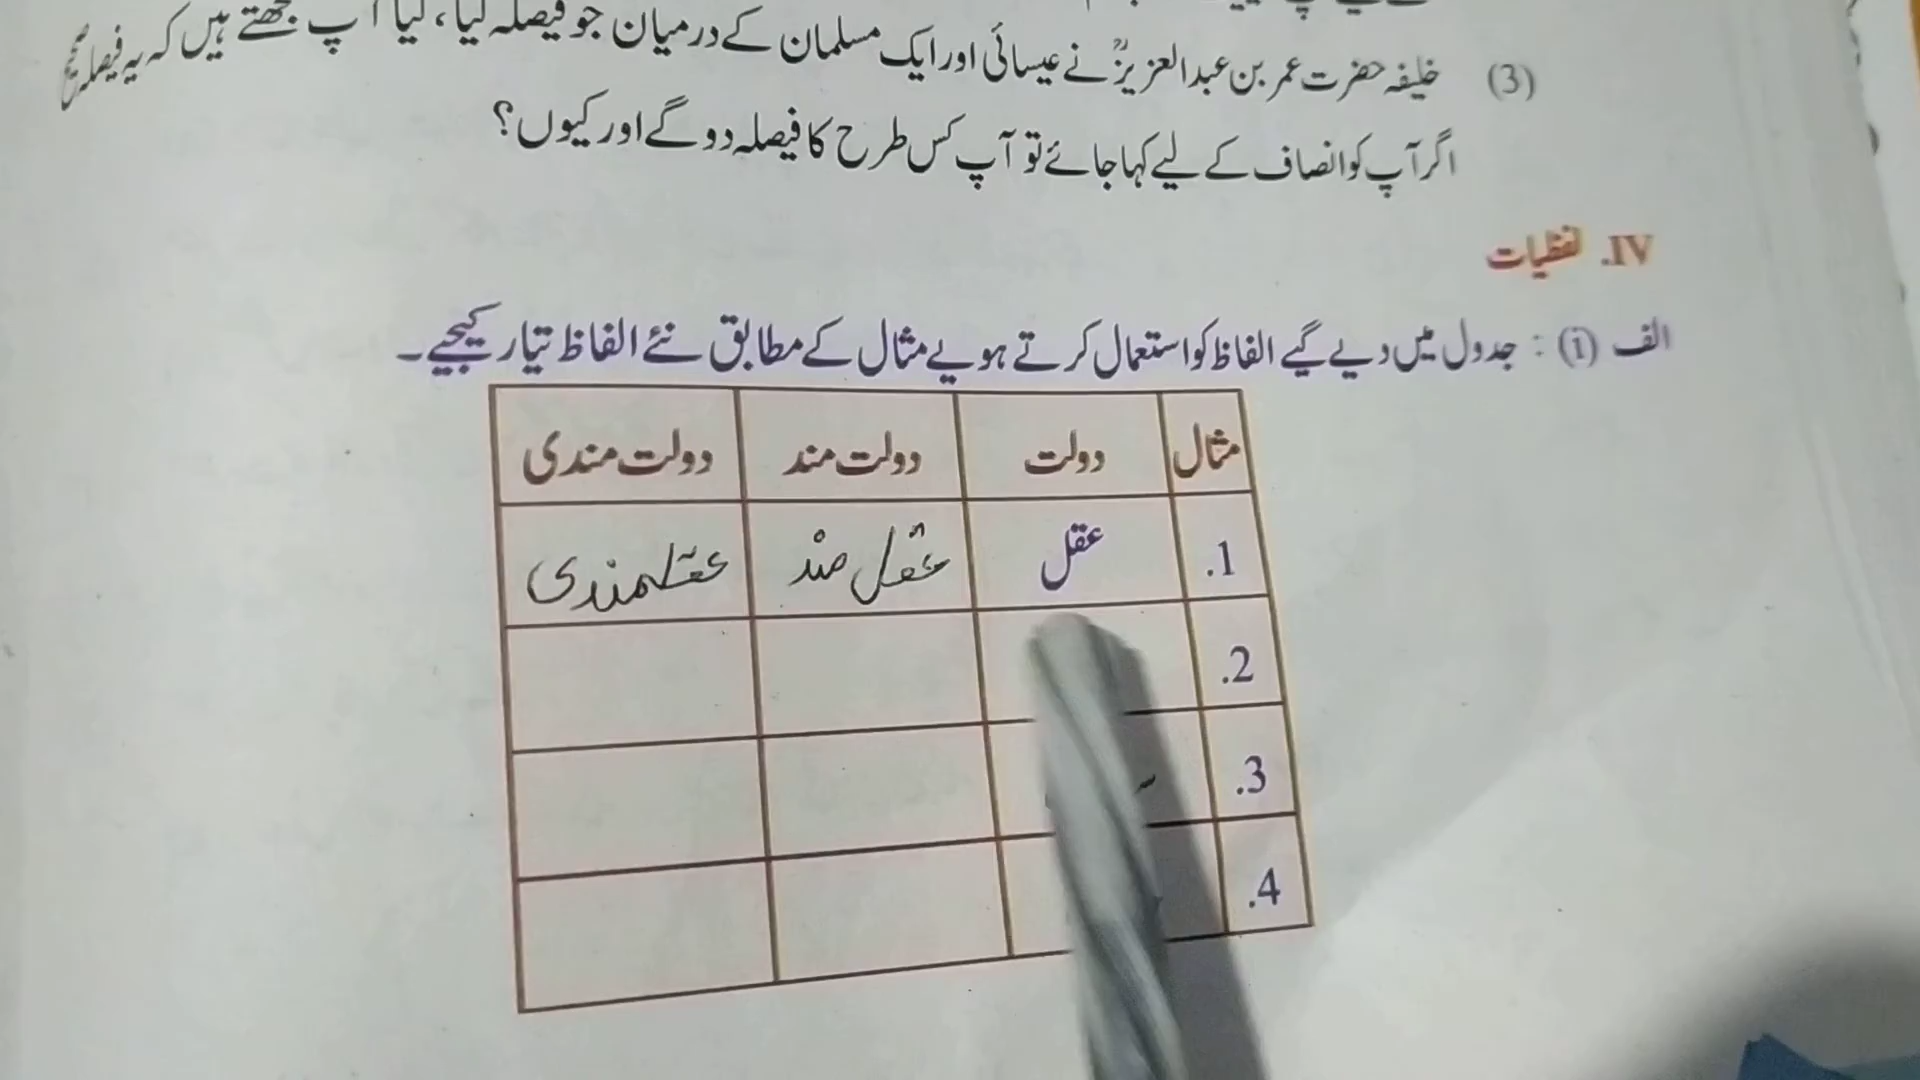 (3) خلیفہ حضرت عمر بن عبدالعزیزؒ نے عیسائی اور ایک مسلمان کے درمیان جو فیصلہ کیا، کیا آپ سمجھتے ہیں کہ یہ فیصلہ صحیح
اگر آپ کو انصاف کے لیے کہا جائے تو آپ کس طرح کا فیصلہ دو گے اور کیوں؟
IV. لفظیات
الف (i) : جدول میں دیے گیے الفاظ کو استعمال کرتے ہویے مثال کے مطابق نئے الفاظ تیار کیجیے۔
مثال دولت دولت مند دولت مندی
1. عقل عقل مند عقلمندی
2.
3.
4.